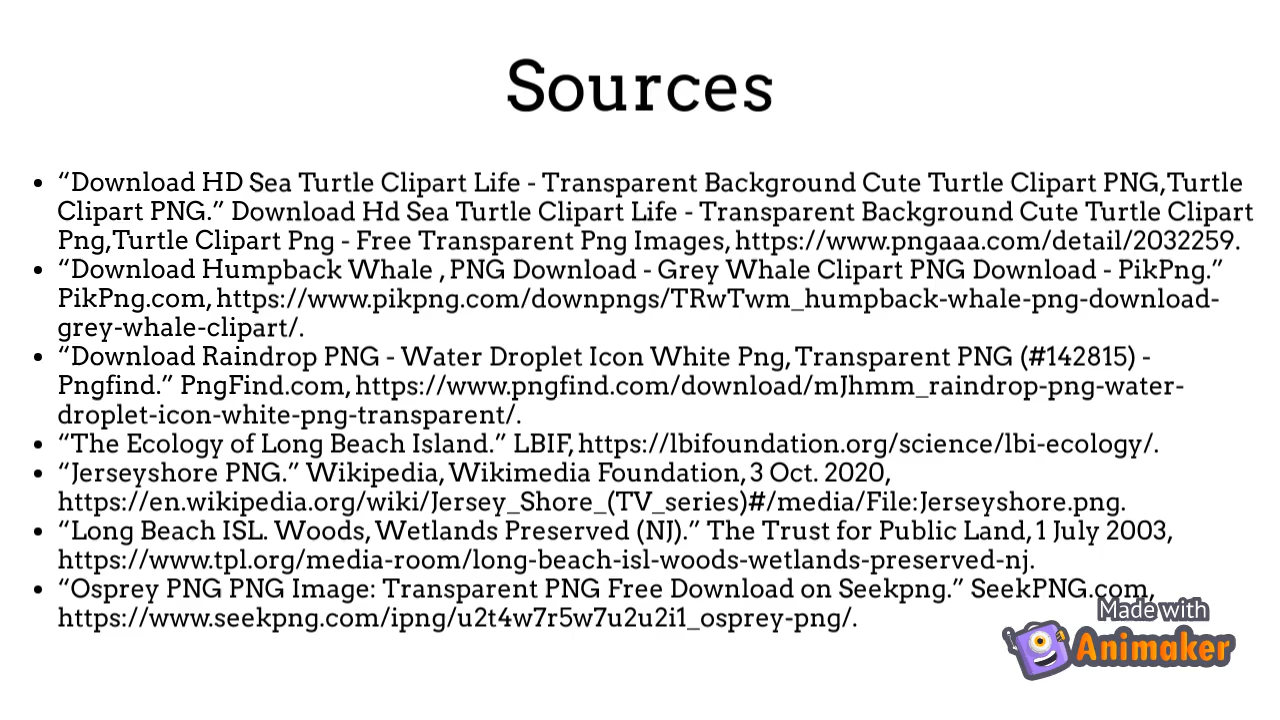 Sources
• “Download HD Sea Turtle Clipart Life - Transparent Background Cute Turtle Clipart PNG,Turtle
Clipart PNG.” Download Hd Sea Turtle Clipart Life - Transparent Background Cute Turtle Clipart
Png,Turtle Clipart Png - Free Transparent Png Images, https://www.pngaaa.com/detail/2032259.
• “Download Humpback Whale , PNG Download - Grey Whale Clipart PNG Download - PikPng.”
PikPng.com, https://www.pikpng.com/downpngs/TRwTwm_humpback-whale-png-download-
grey-whale-clipart/.
• “Download Raindrop PNG - Water Droplet Icon White Png, Transparent PNG (#142815) -
Pngfind.” PngFind.com, https://www.pngfind.com/download/mJhmm_raindrop-png-water-
droplet-icon-white-png-transparent/.
• “The Ecology of Long Beach Island.” LBIF, https://lbifoundation.org/science/lbi-ecology/.
• “Jerseyshore PNG.” Wikipedia, Wikimedia Foundation, 3 Oct. 2020,
https://en.wikipedia.org/wiki/Jersey_Shore_(TV_series)#/media/File:Jerseyshore.png.
• “Long Beach ISL. Woods, Wetlands Preserved (NJ).” The Trust for Public Land, 1 July 2003,
https://www.tpl.org/media-room/long-beach-isl-woods-wetlands-preserved-nj.
• “Osprey PNG PNG Image: Transparent PNG Free Download on Seekpng.” SeekPNG.com,
https://www.seekpng.com/ipng/u2t4w7r5w7u2u2i1_osprey-png/.
Made with
Animaker